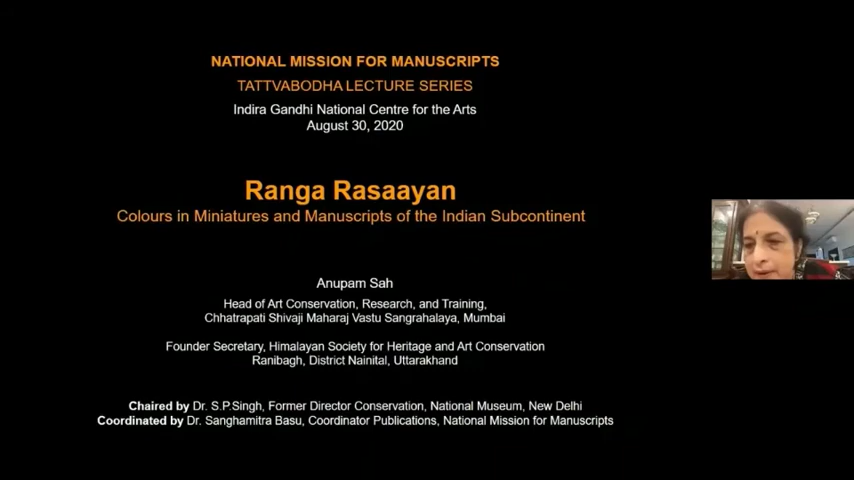 NATIONAL MISSION FOR MANUSCRIPTS
TATTVABODHA LECTURE SERIES
Indira Gandhi National Centre for the Arts
August 30, 2020
Ranga Rasaayan
Colours in Miniatures and Manuscripts of the Indian Subcontinent
Anupam Sah
Head of Art Conservation, Research, and Training,
Chhatrapati Shivaji Maharaj Vastu Sangrahalaya, Mumbai
Founder Secretary, Himalayan Society for Heritage and Art Conservation
Ranibagh, District Nainital, Uttarakhand
Chaired by Dr. S.P.Singh, Former Director Conservation, National Museum, New Delhi
Coordinated by Dr. Sanghamitra Basu, Coordinator Publications, National Mission for Manuscripts